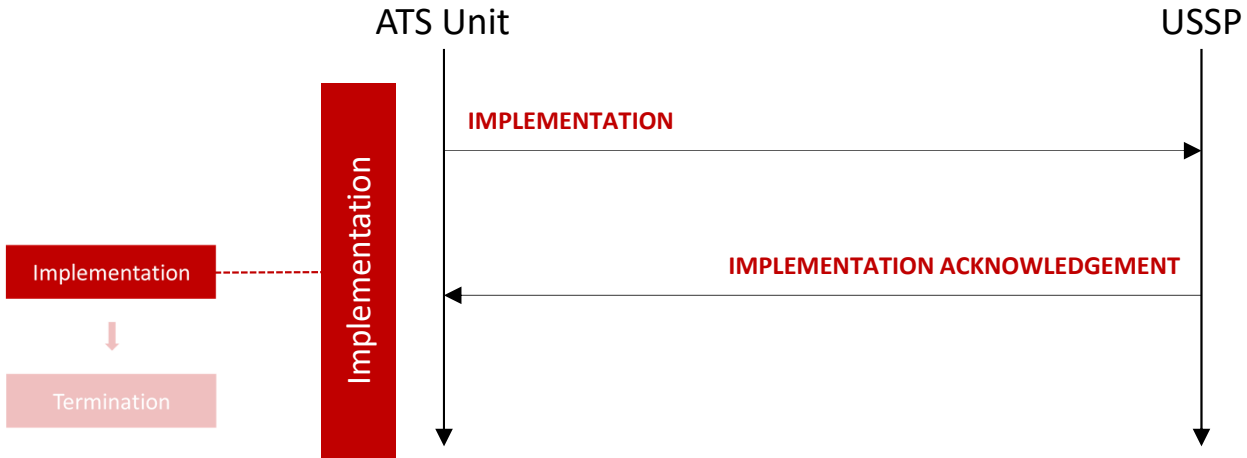 ATS Unit
USSP
IMPLEMENTATION
Implementation
IMPLEMENTATION ACKNOWLEDGEMENT
Implementation
Termination